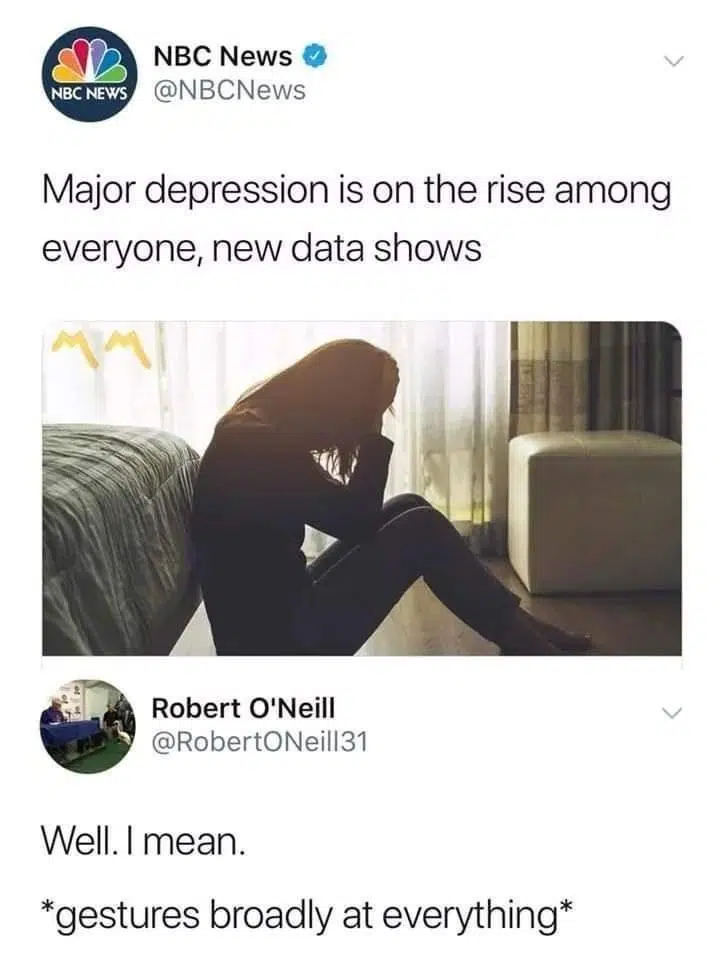 NBC News
NBC NEWS
@NBCNews
Major depression is on the rise among
everyone, new data shows
Robert O'Neill
@RobertONeill31
Well. I mean.
*gestures broadly at everything*